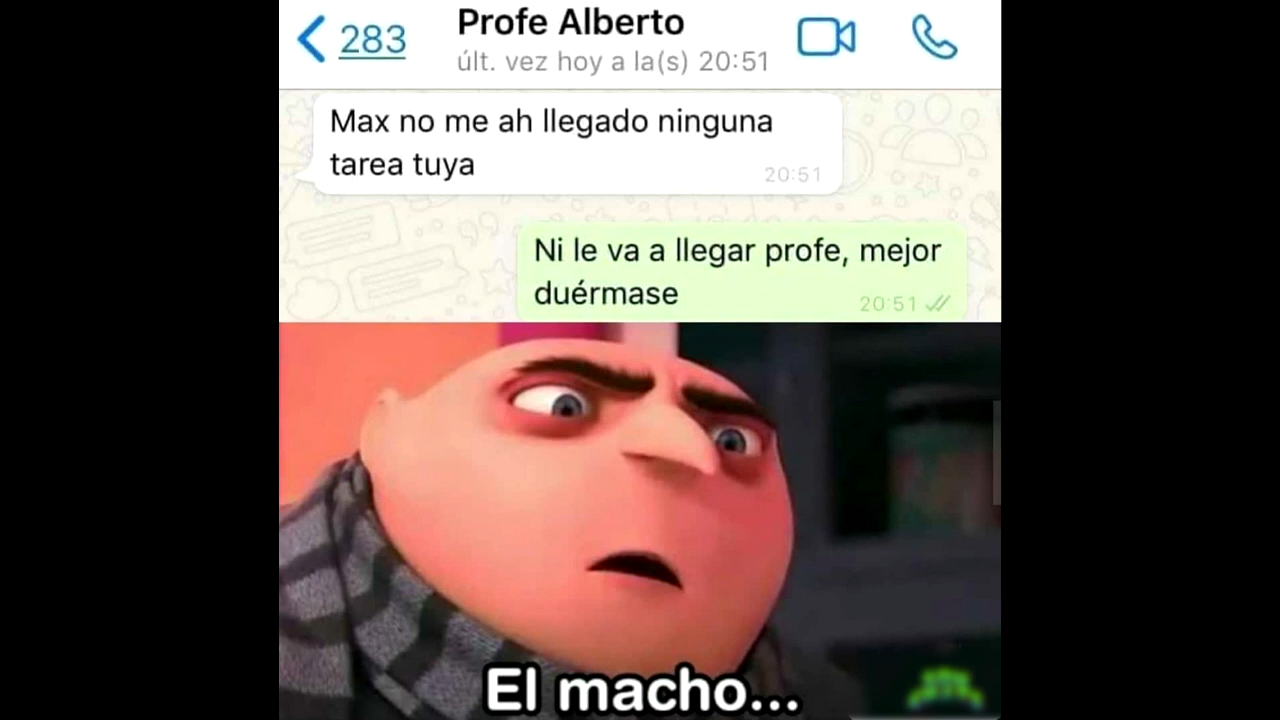 283
Profe Alberto
últ. vez hoy a la(s) 20:51
Max no me ah llegado ninguna
tarea tuya
20:51
Ni le va a llegar profe, mejor
duérmase
20:51
El macho...